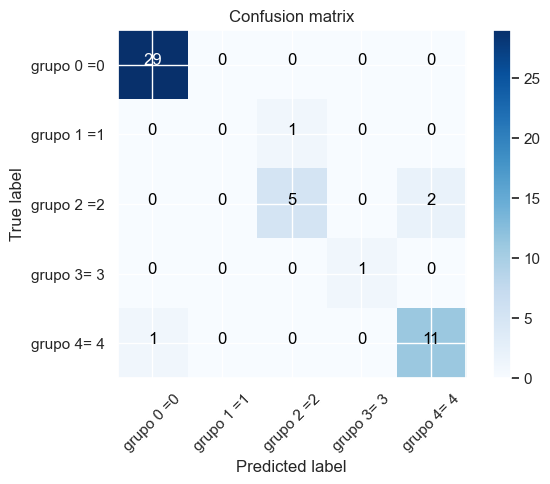 Confusion matrix
True label
grupo 0 =0 29 0 0 0 0
grupo 1 =1 0 0 1 0 0
grupo 2 =2 0 0 5 0 2
grupo 3= 3 0 0 0 1 0
grupo 4= 4 1 0 0 0 11
grupo 0 =0 grupo 1 =1 grupo 2 =2 grupo 3= 3 grupo 4= 4
Predicted label
25
20
15
10
5
0